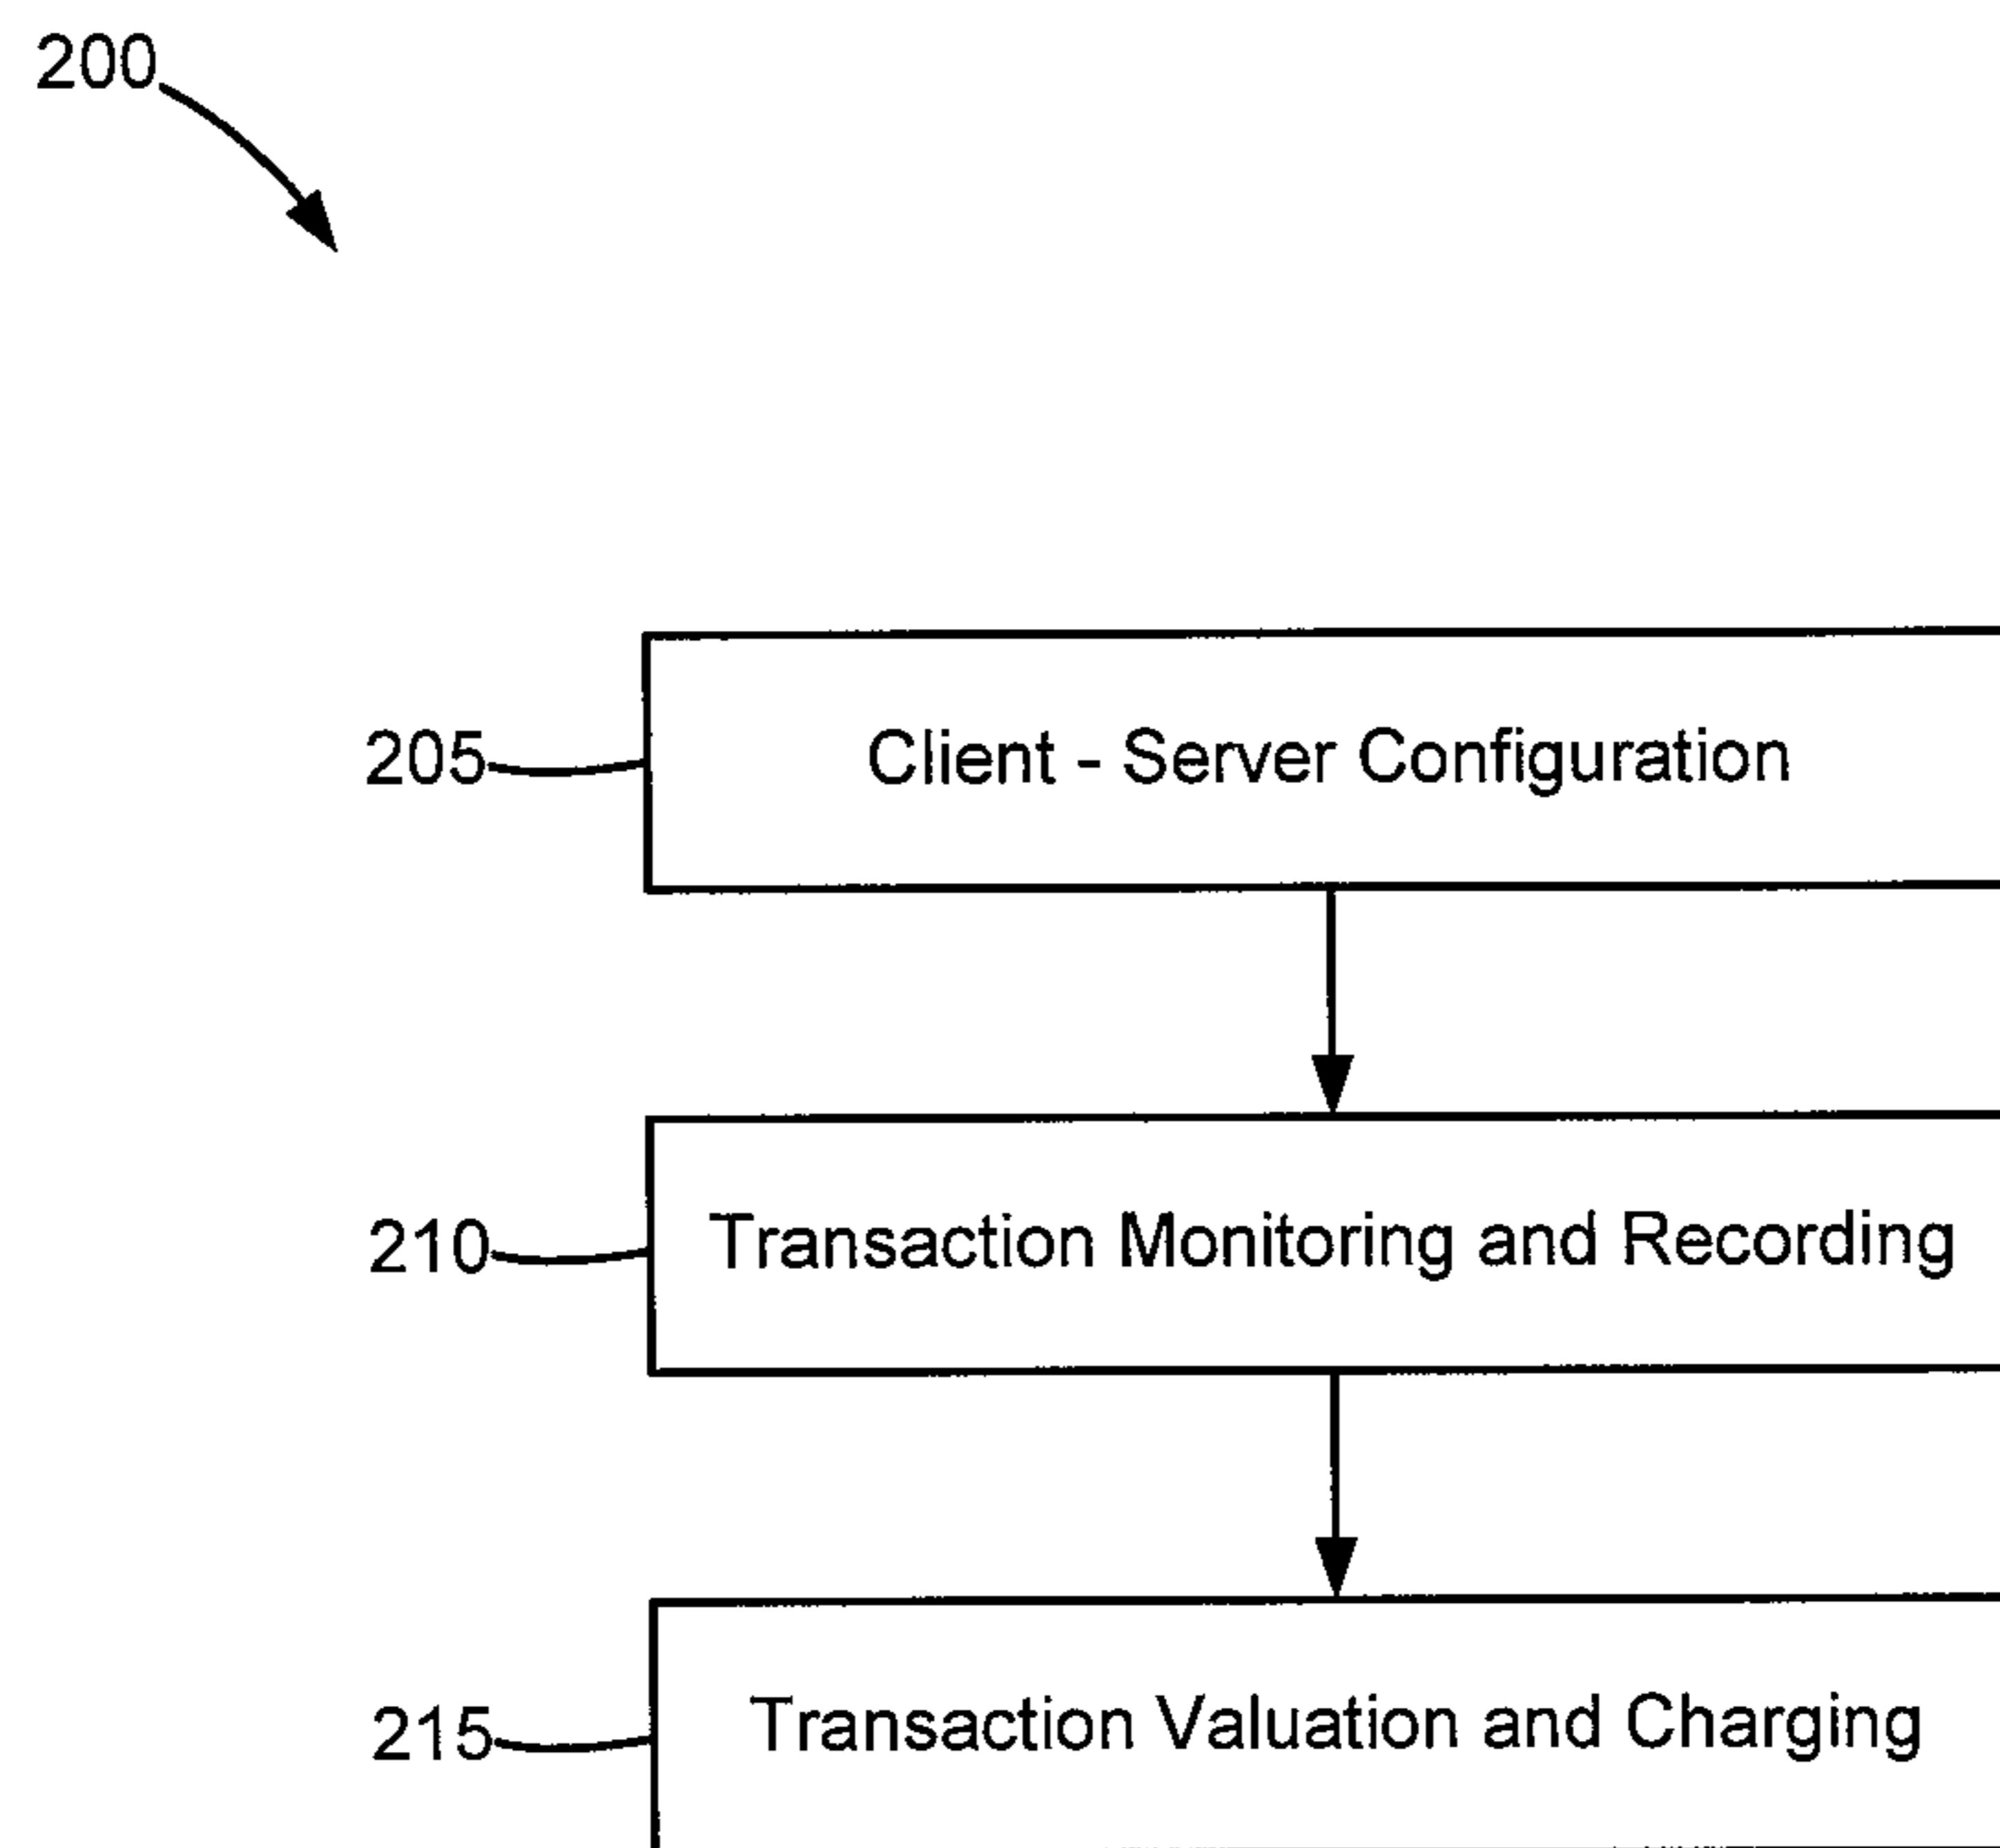 200
205 Client - Server Configuration
210 Transaction Monitoring and Recording
215 Transaction Valuation and Charging